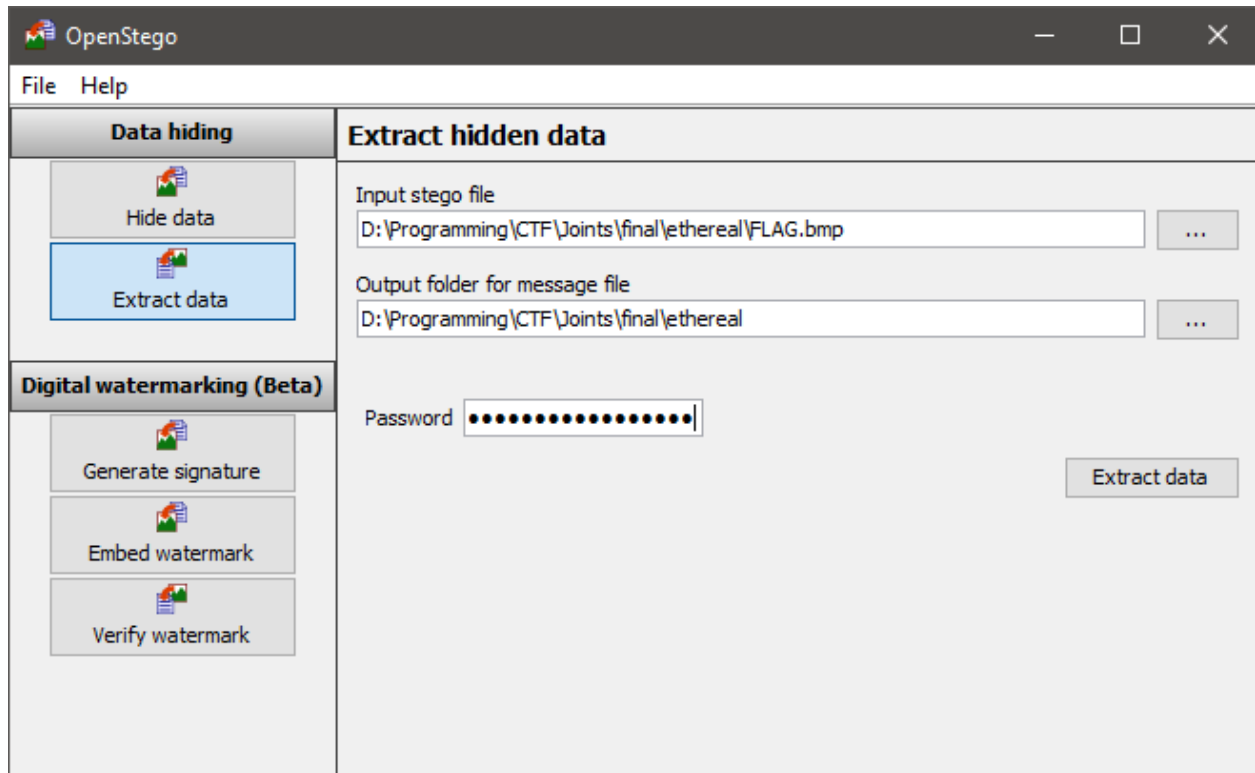 OpenStego
File Help
Data hiding
Hide data
Extract data
Digital watermarking (Beta)
Generate signature
Embed watermark
Verify watermark
Extract hidden data
Input stego file
D:\Programming\CTF\Joints\final\ethereal\FLAG.bmp
...
Output folder for message file
D:\Programming\CTF\Joints\final\ethereal
...
Password •••••••••••••••••
Extract data